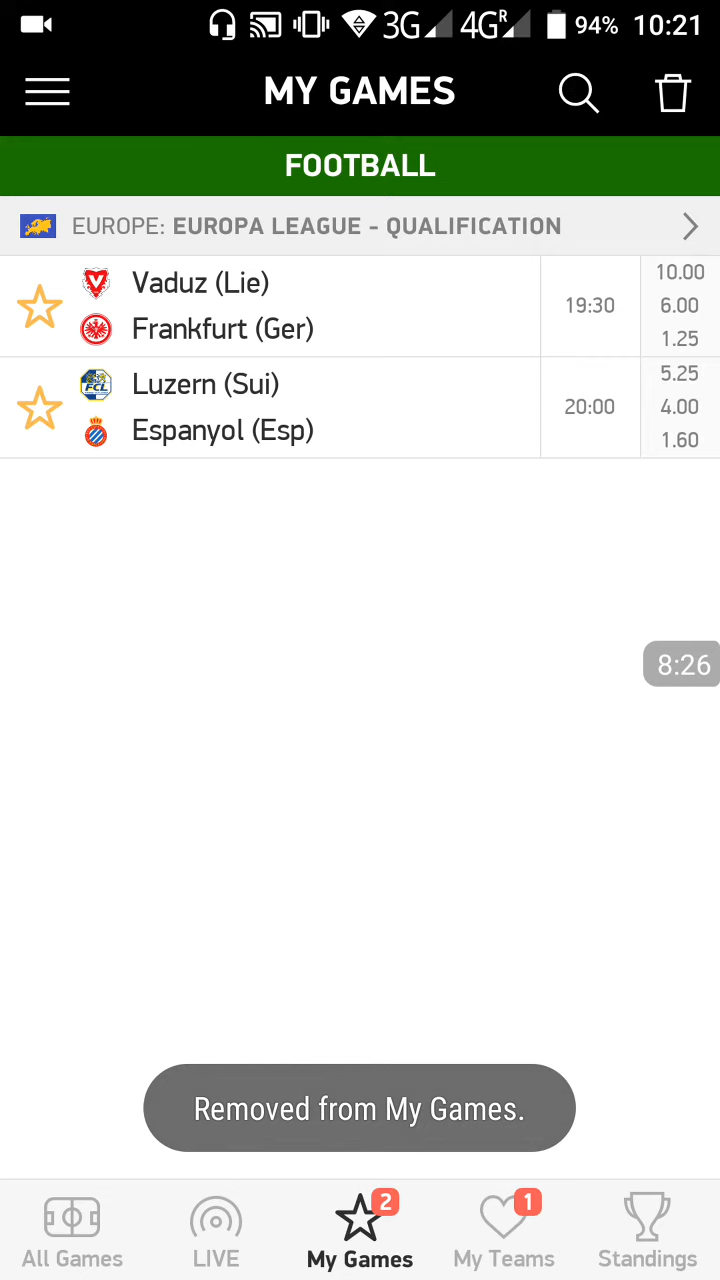 3G 4G R 94% 10:21
MY GAMES
FOOTBALL
EUROPE: EUROPA LEAGUE - QUALIFICATION
Vaduz (Lie)
Frankfurt (Ger)
19:30
10.00
6.00
1.25
Luzern (Sui)
Espanyol (Esp)
20:00
5.25
4.00
1.60
8:26
Removed from My Games.
2
1
All Games LIVE My Games My Teams Standings